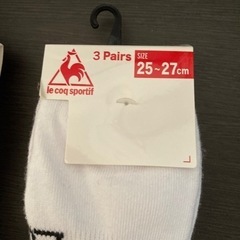 3 Pairs
SIZE
25~27cm
le coq sportif